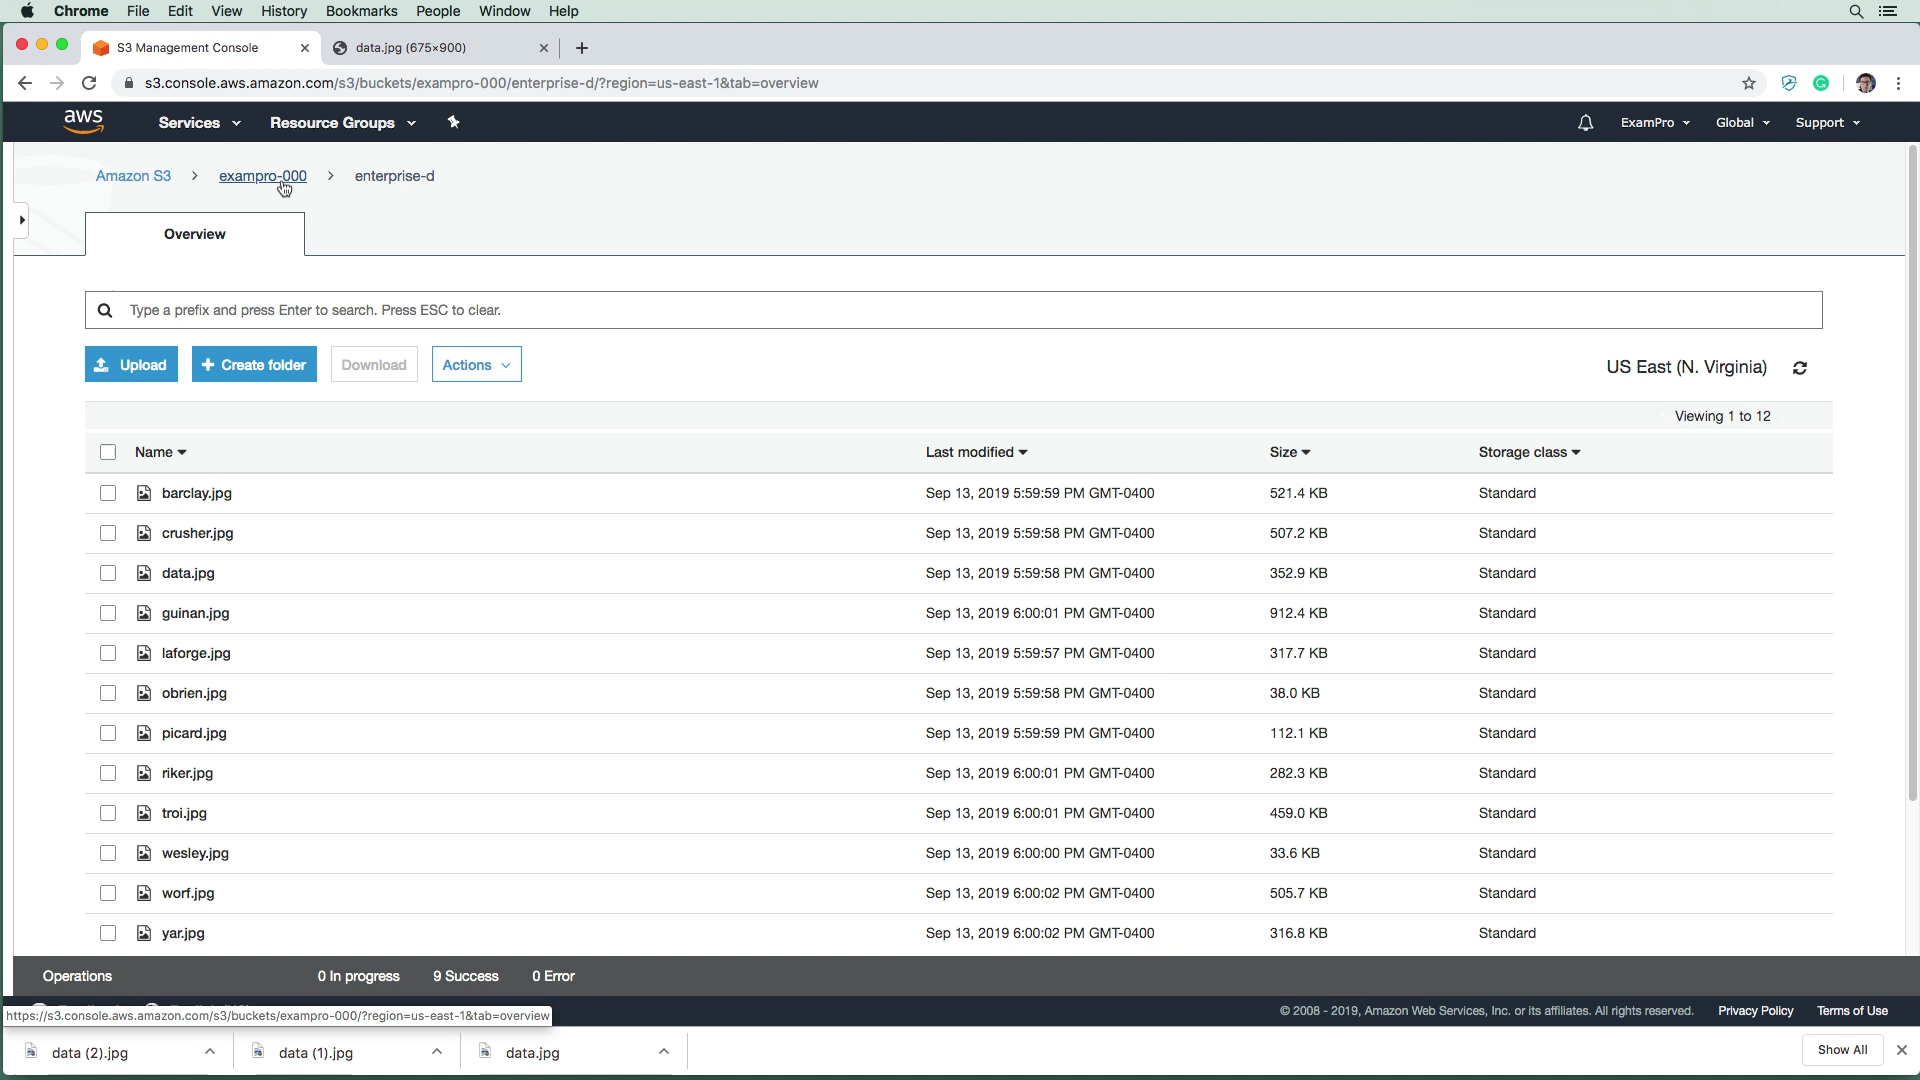 Chrome File Edit View History Bookmarks People Window Help
S3 Management Console data.jpg (675×900)
s3.console.aws.amazon.com/s3/buckets/exampro-000/enterprise-d/?region=us-east-1&tab=overview
aws Services Resource Groups ExamPro Global Support
Amazon S3 > exampro-000 > enterprise-d
Overview
Type a prefix and press Enter to search. Press ESC to clear.
Upload + Create folder Download Actions US East (N. Virginia)
Viewing 1 to 12
Name Last modified Size Storage class
barclay.jpg Sep 13, 2019 5:59:59 PM GMT-0400 521.4 KB Standard
crusher.jpg Sep 13, 2019 5:59:58 PM GMT-0400 507.2 KB Standard
data.jpg Sep 13, 2019 5:59:58 PM GMT-0400 352.9 KB Standard
guinan.jpg Sep 13, 2019 6:00:01 PM GMT-0400 912.4 KB Standard
laforge.jpg Sep 13, 2019 5:59:57 PM GMT-0400 317.7 KB Standard
obrien.jpg Sep 13, 2019 5:59:58 PM GMT-0400 38.0 KB Standard
picard.jpg Sep 13, 2019 5:59:59 PM GMT-0400 112.1 KB Standard
riker.jpg Sep 13, 2019 6:00:01 PM GMT-0400 282.3 KB Standard
troi.jpg Sep 13, 2019 6:00:01 PM GMT-0400 459.0 KB Standard
wesley.jpg Sep 13, 2019 6:00:00 PM GMT-0400 33.6 KB Standard
worf.jpg Sep 13, 2019 6:00:02 PM GMT-0400 505.7 KB Standard
yar.jpg Sep 13, 2019 6:00:02 PM GMT-0400 316.8 KB Standard
Operations 0 In progress 9 Success 0 Error
© 2008 - 2019, Amazon Web Services, Inc. or its affiliates. All rights reserved. Privacy Policy Terms of Use
https://s3.console.aws.amazon.com/s3/buckets/exampro-000/?region=us-east-1&tab=overview
data (2).jpg data (1).jpg data.jpg Show All